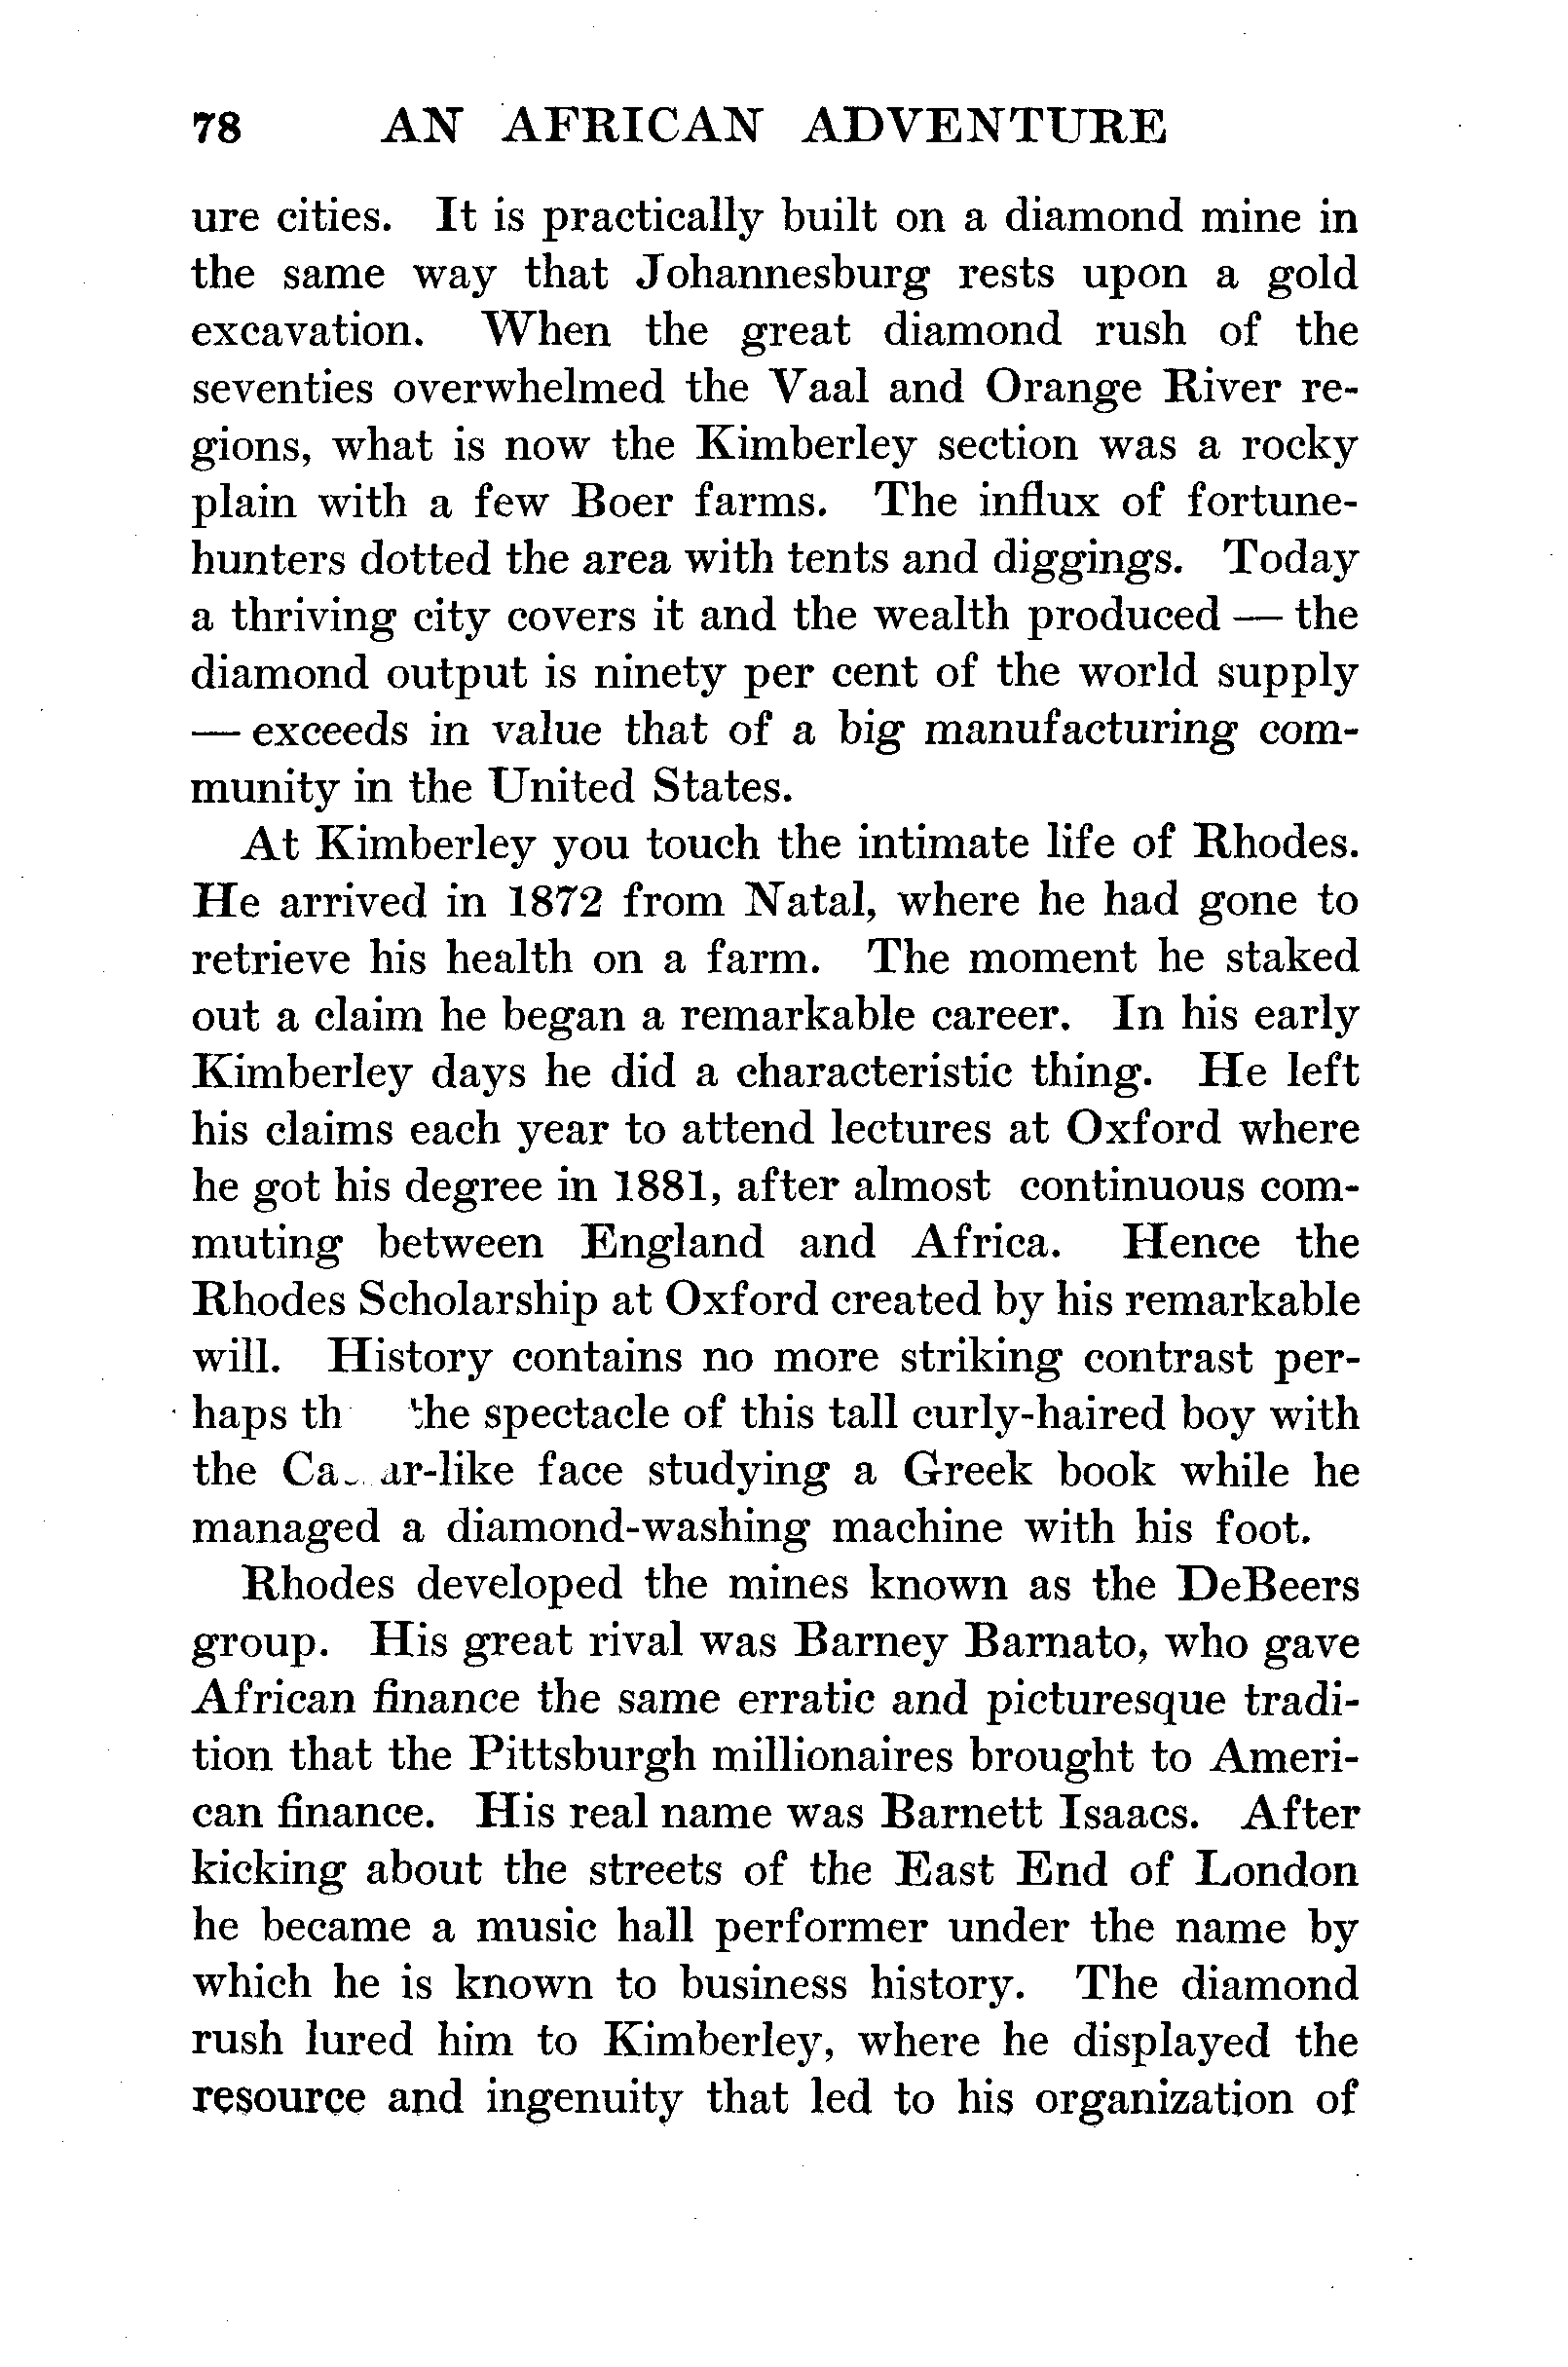 78 AN AFRICAN ADVENTURE
ure cities. It is practically built on a diamond mine in
the same way that Johannesburg rests upon a gold
excavation. When the great diamond rush of the
seventies overwhelmed the Vaal and Orange River re-
gions, what is now the Kimberley section was a rocky
plain with a few Boer farms. The influx of fortune-
hunters dotted the area with tents and diggings. Today
a thriving city covers it and the wealth produced — the
diamond output is ninety per cent of the world supply
— exceeds in value that of a big manufacturing com-
munity in the United States.
At Kimberley you touch the intimate life of Rhodes.
He arrived in 1872 from Natal, where he had gone to
retrieve his health on a farm. The moment he staked
out a claim he began a remarkable career. In his early
Kimberley days he did a characteristic thing. He left
his claims each year to attend lectures at Oxford where
he got his degree in 1881, after almost continuous com-
muting between England and Africa. Hence the
Rhodes Scholarship at Oxford created by his remarkable
will. History contains no more striking contrast per-
haps the spectacle of this tall curly-haired boy with
the face studying a Greek book while he
managed a diamond-washing machine with his foot.
Rhodes developed the mines known as the DeBeers
group. His great rival was Barney Barnato, who gave
African finance the same erratic and picturesque tradi-
tion that the Pittsburgh millionaires brought to Ameri-
can finance. His real name was Barnett Isaacs. After
kicking about the streets of the East End of London
he became a music hall performer under the name by
which he is known to business history. The diamond
rush lured him to Kimberley, where he displayed the
resource and ingenuity that led to his organization of